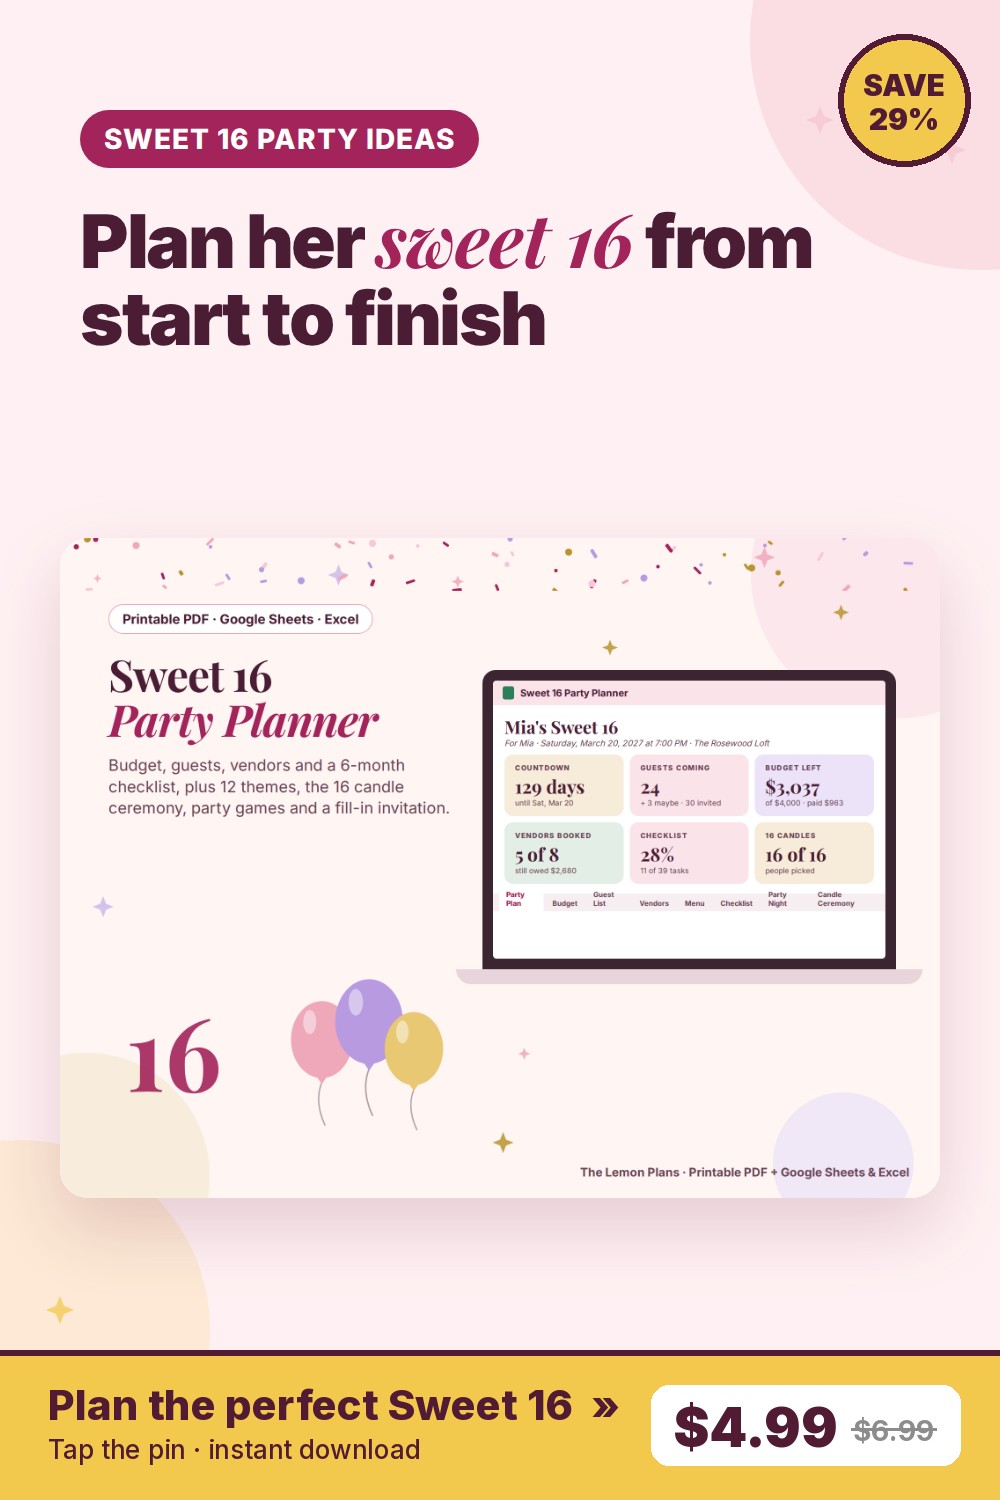 SAVE
29%
SWEET 16 PARTY IDEAS
Plan her sweet 16 from
start to finish
Printable PDF · Google Sheets · Excel
Sweet 16
Party Planner
Budget, guests, vendors and a 6-month
checklist, plus 12 themes, the 16 candle
ceremony, party games and a fill-in invitation.
Sweet 16 Party Planner
Mia's Sweet 16
For Mia · Saturday, March 20, 2027 at 7:00 PM · The Rosewood Loft
COUNTDOWN
129 days
until Sat, Mar 20
GUESTS COMING
24
+ 3 maybe · 30 invited
BUDGET LEFT
$3,037
of $4,000 · paid $963
VENDORS BOOKED
5 of 8
still owed $2,680
CHECKLIST
28%
11 of 39 tasks
16 CANDLES
16 of 16
people picked
Party
Plan
Budget
Guest
List
Vendors
Menu
Checklist
Party
Night
Candle
Ceremony
16
The Lemon Plans · Printable PDF + Google Sheets & Excel
Plan the perfect Sweet 16 »
Tap the pin · instant download
$4.99 $6.99